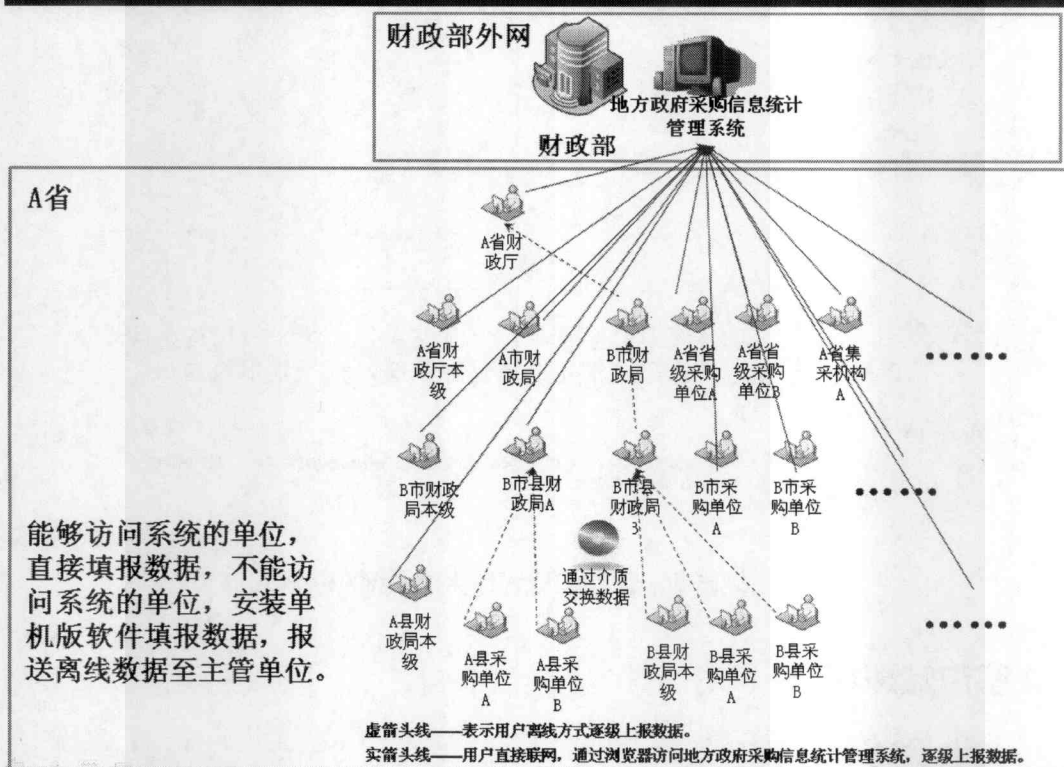 财政部外网
地方政府采购信息统计
管理系统
财政部
A省
A省财
政厅
A省财
政厅本
级
A市财
政局
B市财
政局
A省省
级采购
单位A
A省省
级采购
单位B
A省集
采机构
A
B市财政
局本级
B市县财
政局A
B市县
财政局
B市采
购单位
A
B市采
购单位
B
能够访问系统的单位，
直接填报数据，不能访
问系统的单位，安装单
机版软件填报数据，报
送离线数据至主管单位。
通过介质
交换数据
A县财
政局本
级
A县采
购单位
A
A县采
购单位
B
B县财
政局本
级
B县采
购单位
A
B县采
购单位
B
虚箭头线——表示用户离线方式逐级上报数据。
实箭头线——用户直接联网，通过浏览器访问地方政府采购信息统计管理系统，逐级上报数据。